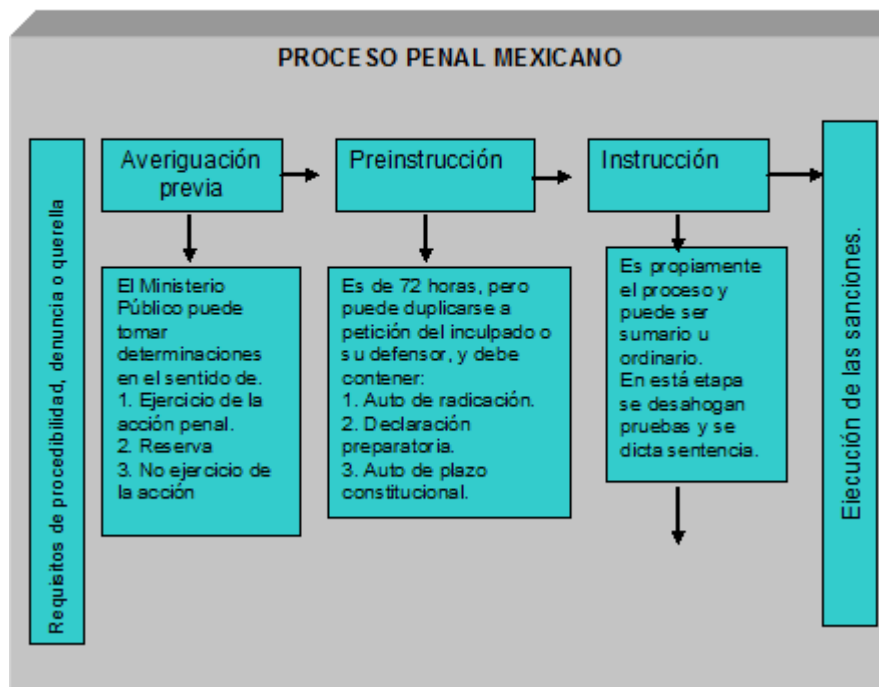 PROCESO PENAL MEXICANO
Requisitos de procedibilidad, denuncia o querella
Averiguación
previa
El Ministerio
Público puede
tomar
determinaciones
en el sentido de.
1. Ejercicio de la
acción penal.
2. Reserva
3. No ejercicio de
la acción
Preinstrucción
Es de 72 horas, pero
puede duplicarse a
petición del inculpado o
su defensor, y debe
contener:
1. Auto de radicación.
2. Declaración
preparatoria.
3. Auto de plazo
constitucional.
Instrucción
Es propiamente
el proceso y
puede ser
sumario u
ordinario.
En está etapa
se desahogan
pruebas y se
dicta sentencia.
Ejecución de las sanciones.